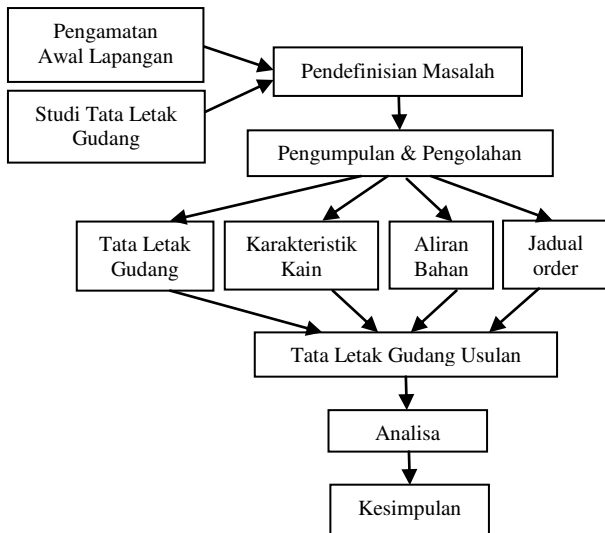 Pengamatan
Awal Lapangan
Pendefinisian Masalah
Studi Tata Letak
Gudang
Pengumpulan & Pengolahan
Tata Letak
Gudang
Karakteristik
Kain
Aliran
Bahan
Jadual
order
Tata Letak Gudang Usulan
Analisa
Kesimpulan